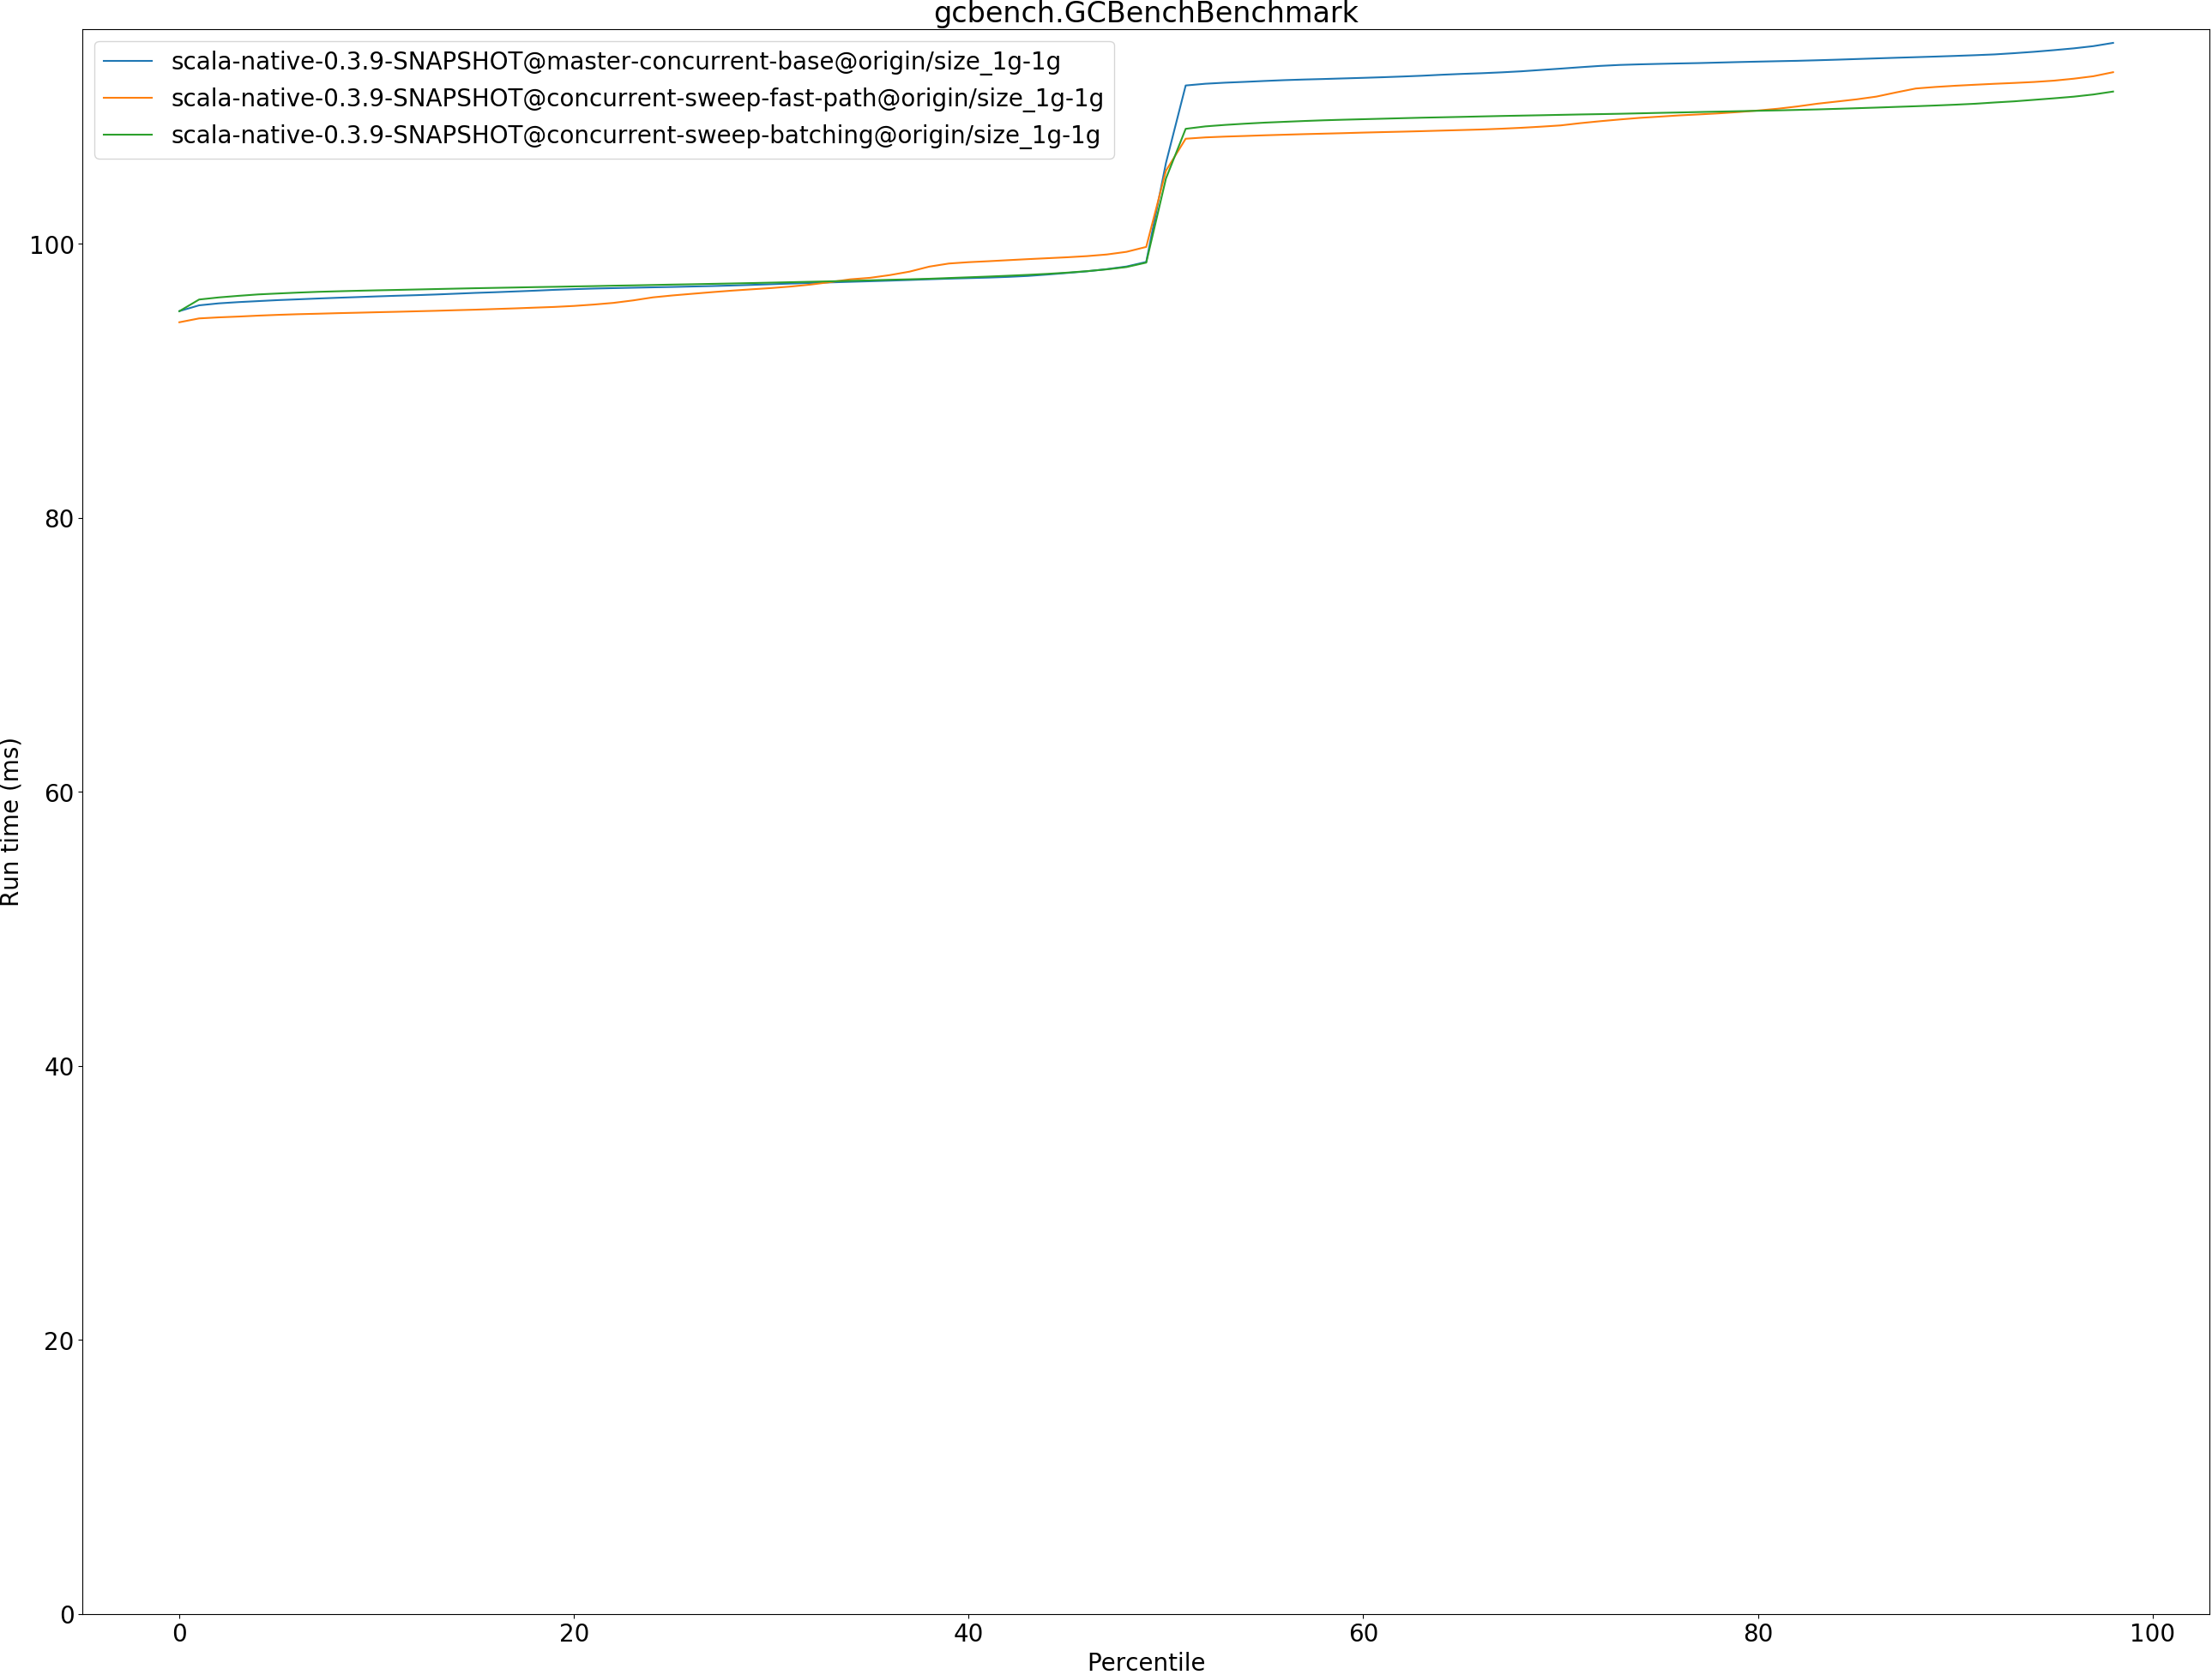 gcbench.GCBenchBenchmark
scala-native-0.3.9-SNAPSHOT@master-concurrent-base@origin/size_1g-1g
scala-native-0.3.9-SNAPSHOT@concurrent-sweep-fast-path@origin/size_1g-1g
scala-native-0.3.9-SNAPSHOT@concurrent-sweep-batching@origin/size_1g-1g
100
80
60
40
20
0
Run time (ms)
0 20 40 60 80 100
Percentile